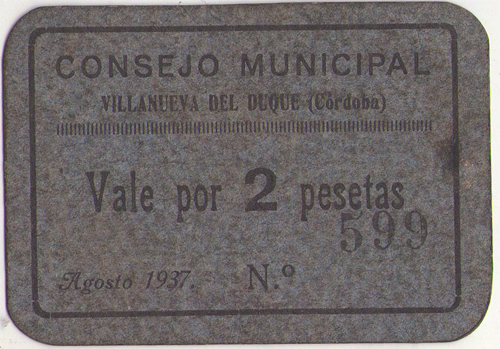 CONSEJO MUNICIPAL
VILLANUEVA DEL DUQUE (Córdoba)
Vale por 2 pesetas
599
Agosto 1937. N.º